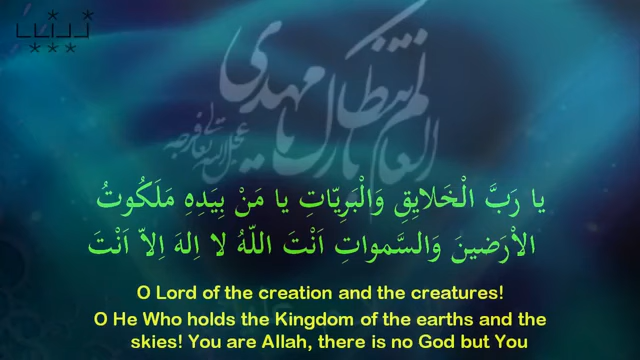 يا رَبَّ الْخَلايِقِ وَالْبَرِيّاتِ يا مَنْ بِيَدِهِ مَلَكُوتُ
الاْرَضينَ وَالسَّمواتِ اَنْتَ اللّهُ لا اِلهَ اِلاّ اَنْتَ
O Lord of the creation and the creatures!
O He Who holds the Kingdom of the earths and the
skies! You are Allah, there is no God but You